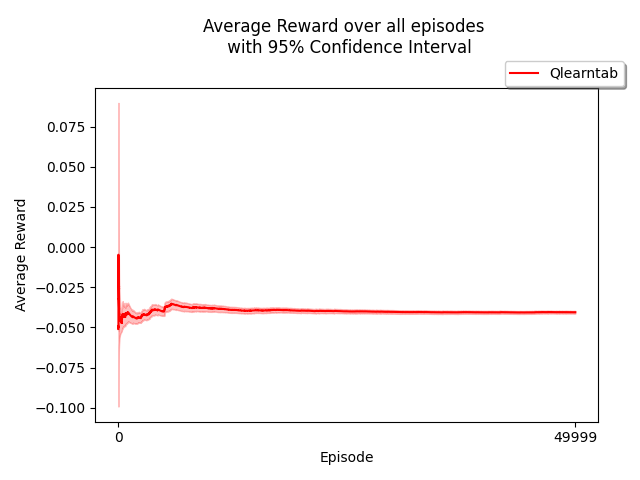 Average Reward over all episodes
with 95% Confidence Interval
Qlearntab
0.075
0.050
0.025
0.000
−0.025
−0.050
−0.075
−0.100
Average Reward
0 49999
Episode